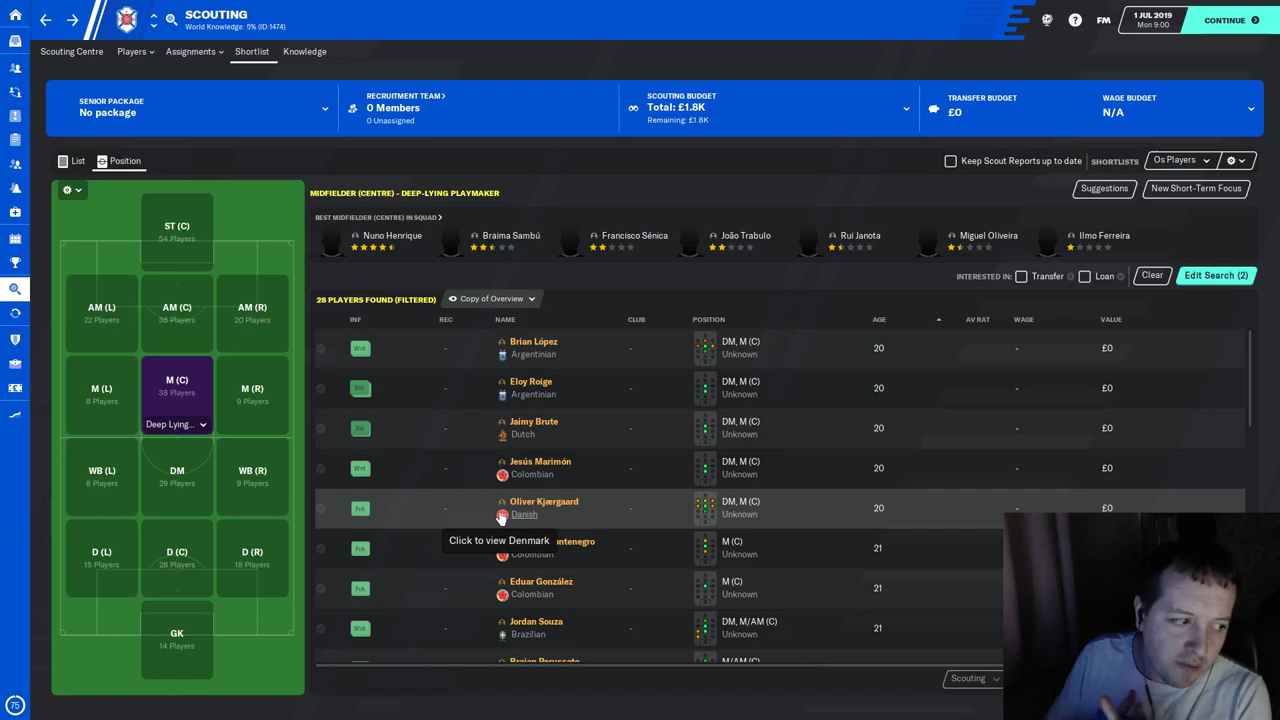 SCOUTING
World Knowledge: 5% (ID:1474)
FM
1 JUL 2019
Mon 9:00
CONTINUE
Scouting Centre
Players
Assignments
Shortlist
Knowledge
SENIOR PACKAGE
No package
RECRUITMENT TEAM
0 Members
0 Unassigned
SCOUTING BUDGET
Total: £1.8K
Remaining: £1.8K
TRANSFER BUDGET
£0
WAGE BUDGET
N/A
List
Position
Keep Scout Reports up to date
SHORTLISTS
Os Players
ST (C)
54 Players
AM (L)
22 Players
AM (C)
36 Players
AM (R)
20 Players
M (L)
8 Players
M (C)
38 Players
Deep Lying...
M (R)
9 Players
WB (L)
8 Players
DM
29 Players
WB (R)
10 Players
D (L)
15 Players
D (C)
28 Players
D (R)
18 Players
GK
14 Players
MIDFIELDER (CENTRE) - DEEP-LYING PLAYMAKER
Suggestions
New Short-Term Focus
BEST MIDFIELDER (CENTRE) IN SQUAD
Nuno Henrique
Braima Sambú
Francisco Sénica
João Trabulo
Rui Janota
Miguel Oliveira
Ilmo Ferreira
INTERESTED IN:
Transfer
Loan
Clear
Edit Search (2)
28 PLAYERS FOUND (FILTERED)
Copy of Overview
INF REC NAME CLUB POSITION AGE AV RAT WAGE VALUE
Wnt - Brian López - DM, M (C) 20 - £0
Argentinian Unknown
Bid - Eloy Roige - DM, M (C) 20 - £0
Argentinian Unknown
Bid - Jaimy Brute - DM, M (C) 20 - £0
Dutch Unknown
Wnt - Jesús Marimón - DM, M (C) 20 - £0
Colombian Unknown
FrA - Oliver Kjærgaard - DM, M (C) 20 - £0
Danish Unknown
Click to view Denmark
FrA - ontenegro - M (C) 21
Colombian Unknown
FrA - Eduar González - M (C) 21
Colombian Unknown
Wnt - Jordan Souza - DM, M/AM (C) 21
Brazilian Unknown
Braian Perussato M/AM (C)
Scouting
75